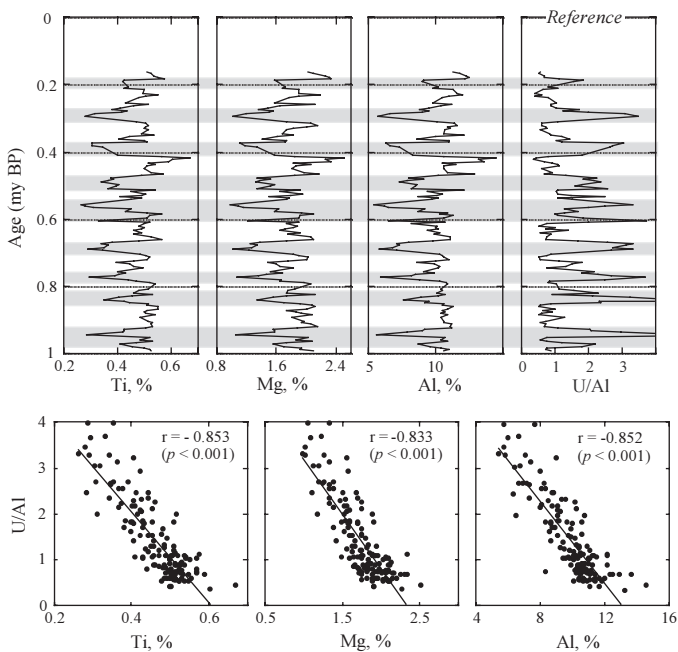 Reference
0
0.2
0.4
0.6
0.8
1
Age (my BP)
0.2 0.4 0.6 0.8 1.6 2.4 5 10 0 1 2 3
Ti, % Mg, % Al, % U/Al
4
3
2
1
0
U/Al
r = - 0.853 r = -0.833 r = -0.852
(p < 0.001) (p < 0.001) (p < 0.001)
0.2 0.4 0.6 0.5 1.5 2.5 4 8 12 16
Ti, % Mg, % Al, %